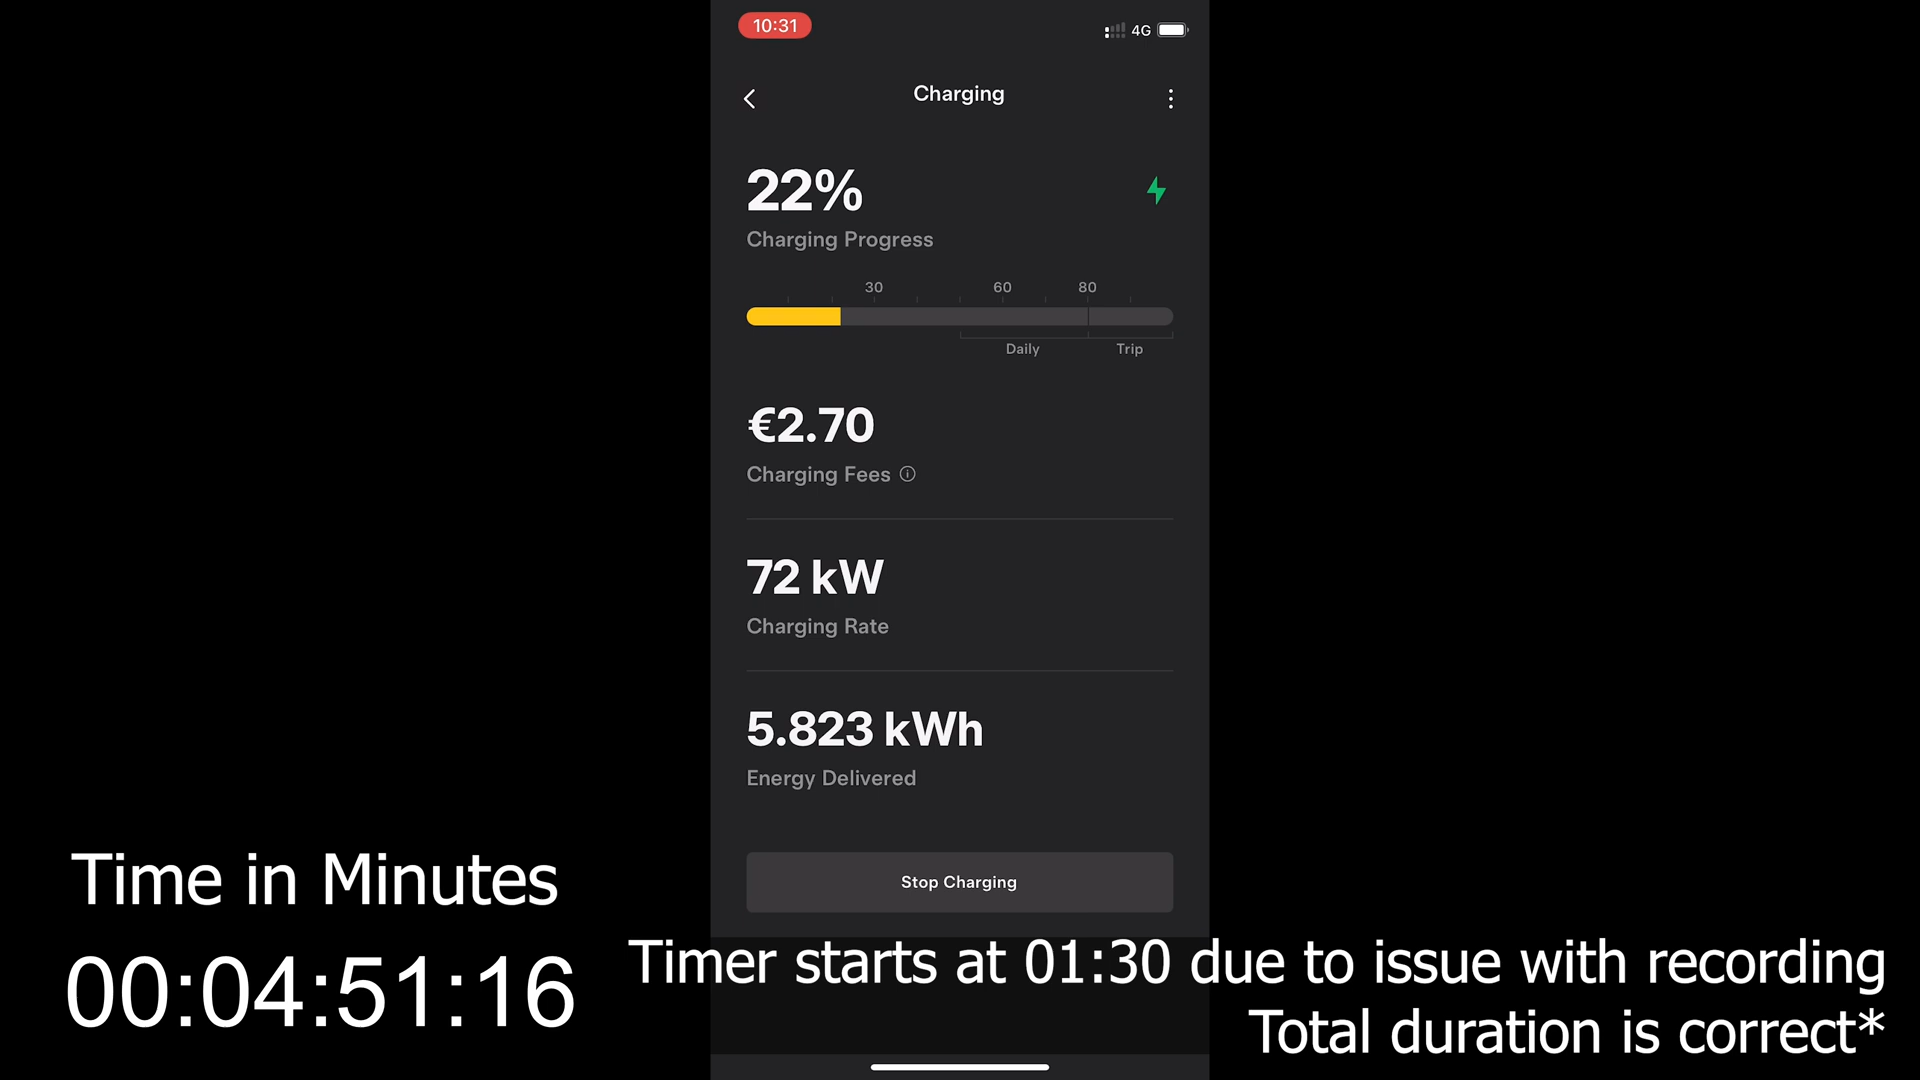 10:31
4G
Charging
22%
Charging Progress
30 60 80
Daily Trip
€2.70
Charging Fees
72 kW
Charging Rate
5.823 kWh
Energy Delivered
Stop Charging
Time in Minutes
00:04:51:16
Timer starts at 01:30 due to issue with recording
Total duration is correct*